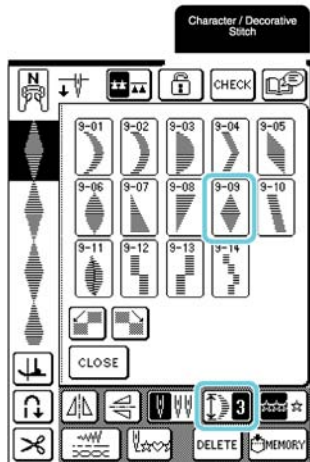 Character / Decorative
Stitch
N
CHECK
9-01 9-02 9-03 9-04 9-05
9-06 9-07 9-08 9-09 9-10
9-11 9-12 9-13 9-14
CLOSE
3
DELETE MEMORY